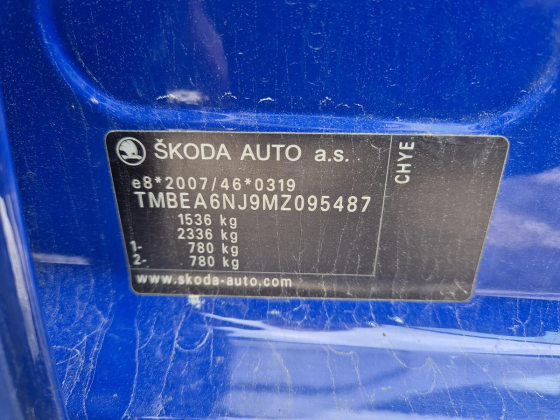 ŠKODA AUTO a.s.
CHYE
e8*2007/46*0319
TMBEA6NJ9MZ095487
1536 kg
2336 kg
1- 780 kg
2- 780 kg
www.skoda-auto.com